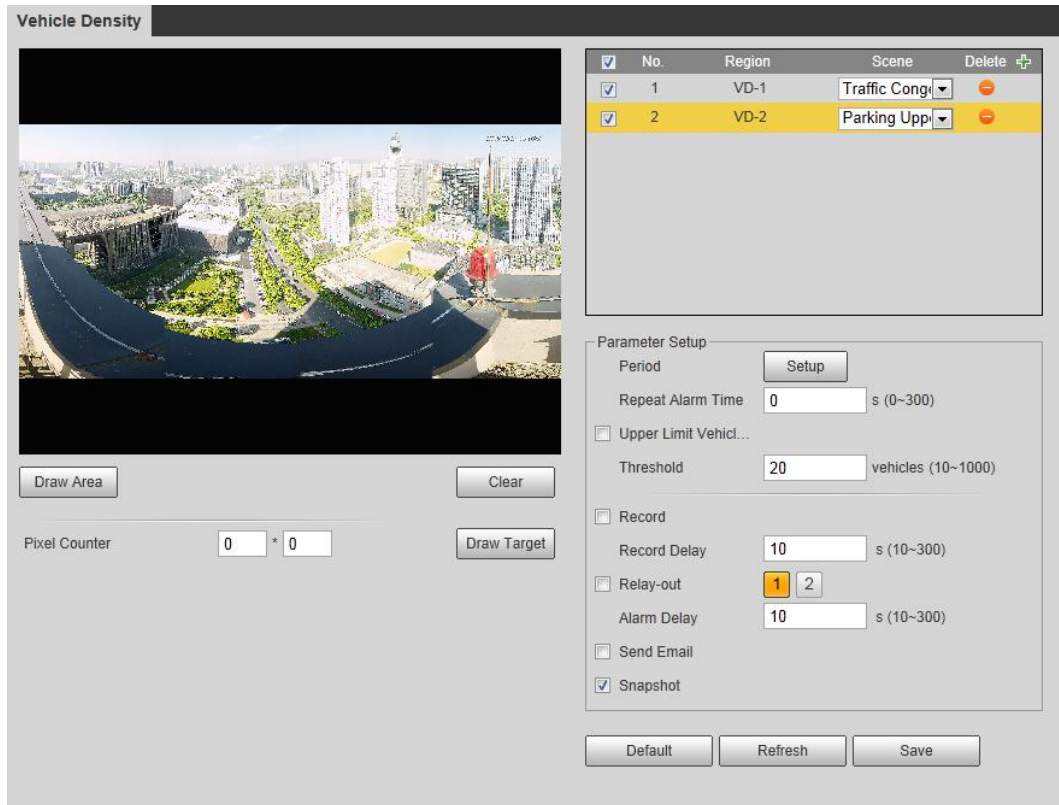 Vehicle Density
No. Region Scene Delete
1 VD-1 Traffic Conge
2 VD-2 Parking Uppe
Draw Area Clear
Pixel Counter 0 * 0 Draw Target
Parameter Setup
Period Setup
Repeat Alarm Time 0 s (0~300)
Upper Limit Vehicl...
Threshold 20 vehicles (10~1000)
Record
Record Delay 10 s (10~300)
Relay-out 1 2
Alarm Delay 10 s (10~300)
Send Email
Snapshot
Default Refresh Save